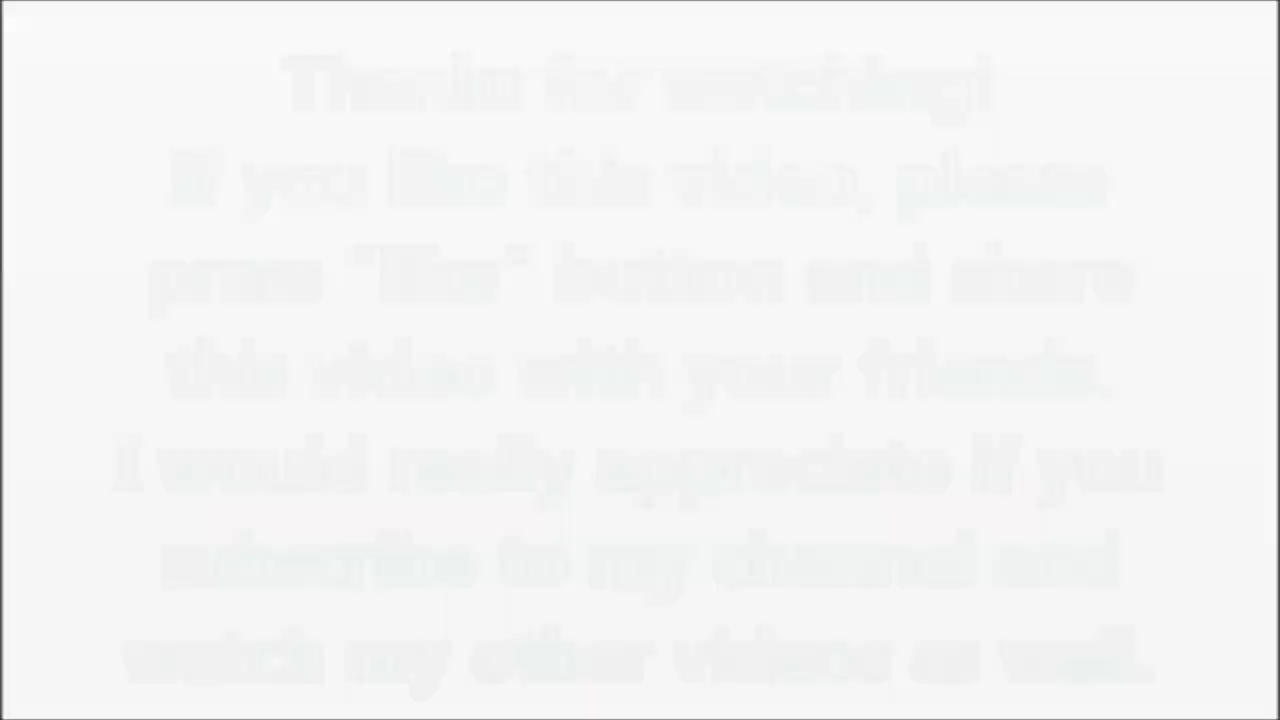 Thanks for watching!
If you like this video, please
press "like" button and share
this video with your friends.
I would really appreciate if you
subscribe to my channel and
watch my other videos as well.